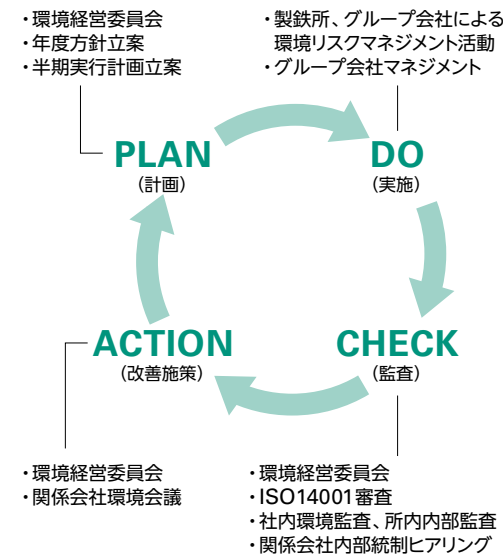 ・環境経営委員会
・年度方針立案
・半期実行計画立案
・製鉄所、グループ会社による
環境リスクマネジメント活動
・グループ会社マネジメント
PLAN
(計画)
DO
(実施)
ACTION
(改善施策)
CHECK
(監査)
・環境経営委員会
・関係会社環境会議
・環境経営委員会
・ISO14001審査
・社内環境監査、所内内部監査
・関係会社内部統制ヒアリング